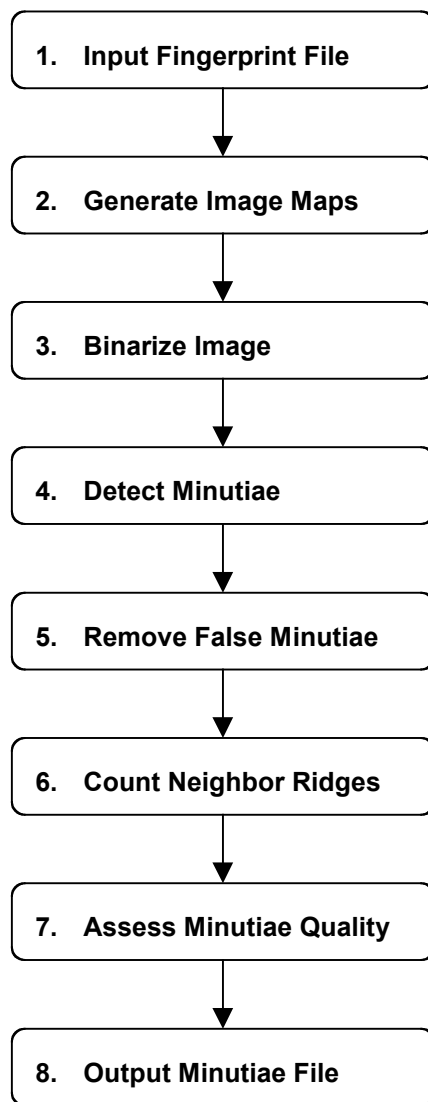 1. Input Fingerprint File
2. Generate Image Maps
3. Binarize Image
4. Detect Minutiae
5. Remove False Minutiae
6. Count Neighbor Ridges
7. Assess Minutiae Quality
8. Output Minutiae File